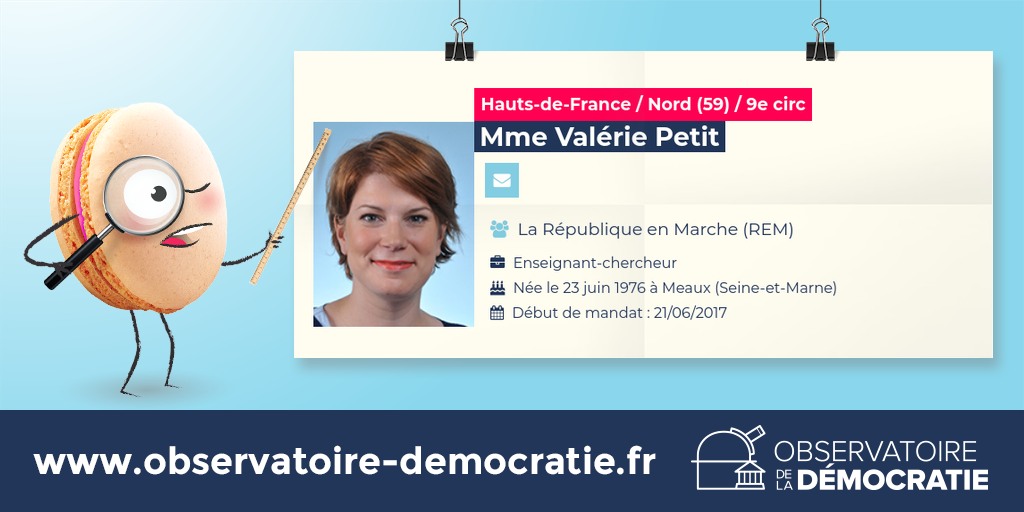 Hauts-de-France / Nord (59) / 9e circ
Mme Valérie Petit
La République en Marche (REM)
Enseignant-chercheur
Née le 23 juin 1976 à Meaux (Seine-et-Marne)
Début de mandat : 21/06/2017
www.observatoire-democratie.fr
OBSERVATOIRE
DE LA DÉMOCRATIE